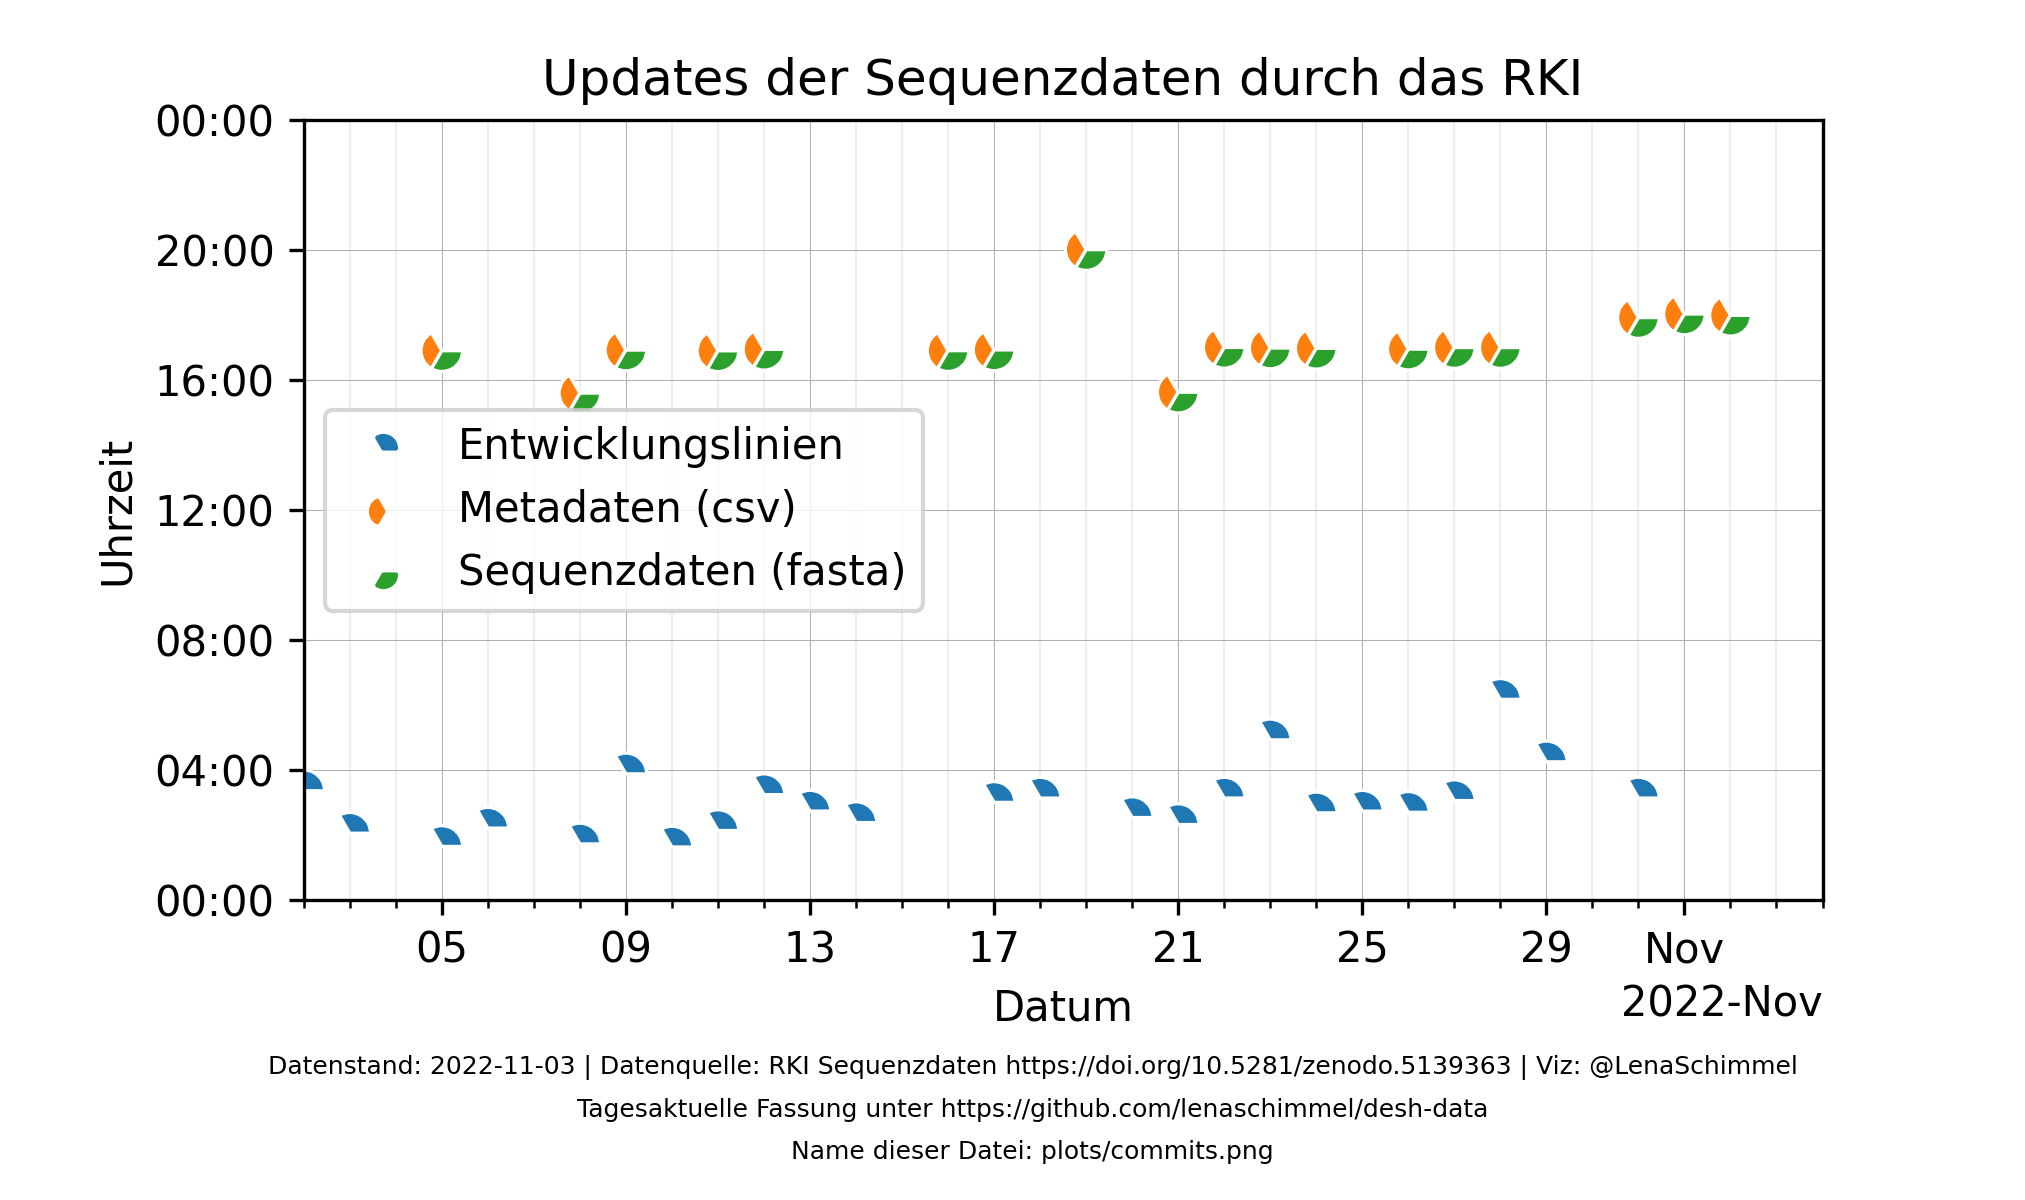 Updates der Sequenzdaten durch das RKI
00:00
20:00
16:00
12:00
08:00
04:00
00:00
Uhrzeit
Entwicklungslinien
Metadaten (csv)
Sequenzdaten (fasta)
05 09 13 17 21 25 29 Nov
Datum
2022-Nov
Datenstand: 2022-11-03 | Datenquelle: RKI Sequenzdaten https://doi.org/10.5281/zenodo.5139363 | Viz: @LenaSchimmel
Tagesaktuelle Fassung unter https://github.com/lenaschimmel/desh-data
Name dieser Datei: plots/commits.png